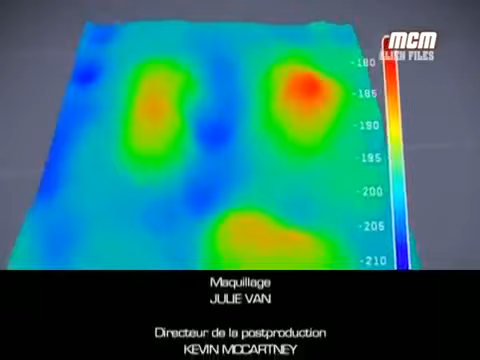 mcm
ALIEN FILES
-180
-185
-190
-195
-200
-205
-210
Maquillage
JULIE VAN
Directeur de la postproduction
KEVIN MCCARTNEY